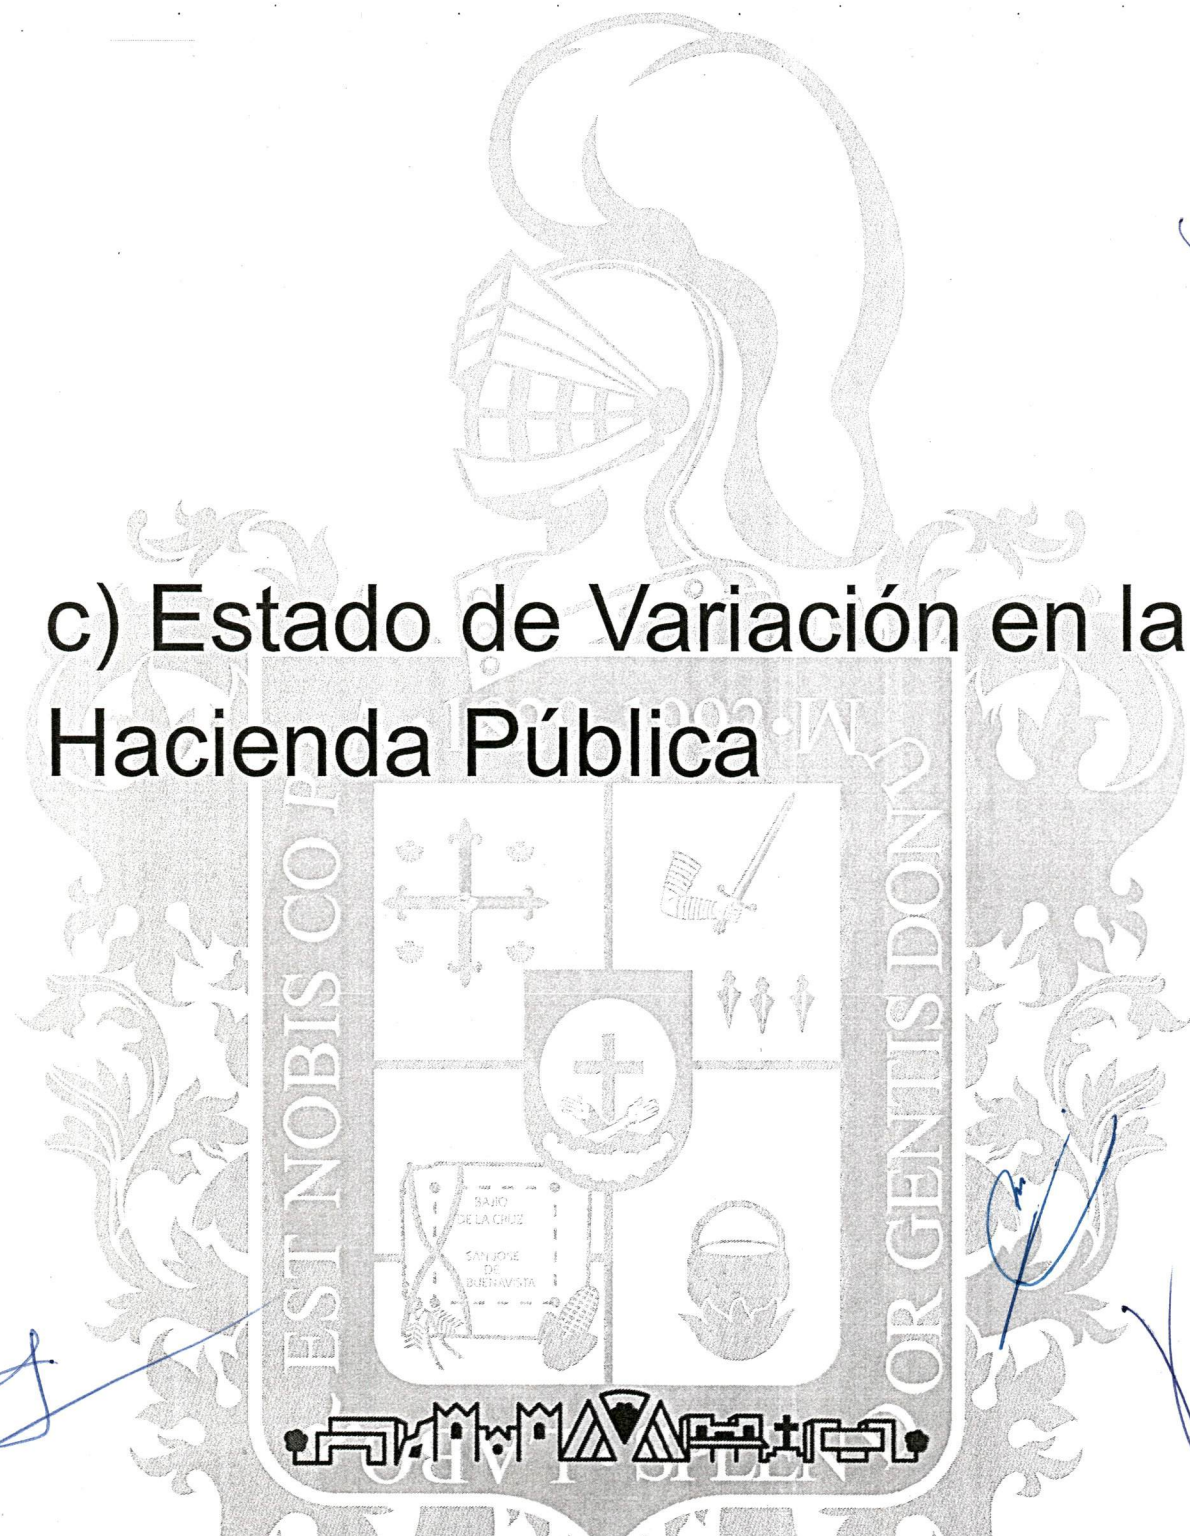 c) Estado de Variación en la
Hacienda Pública
EST NOBIS CO
OR GENTIS DONUS
BAJIO
DE LA CRUZ
SAN JOSE
DE
BUENAVISTA